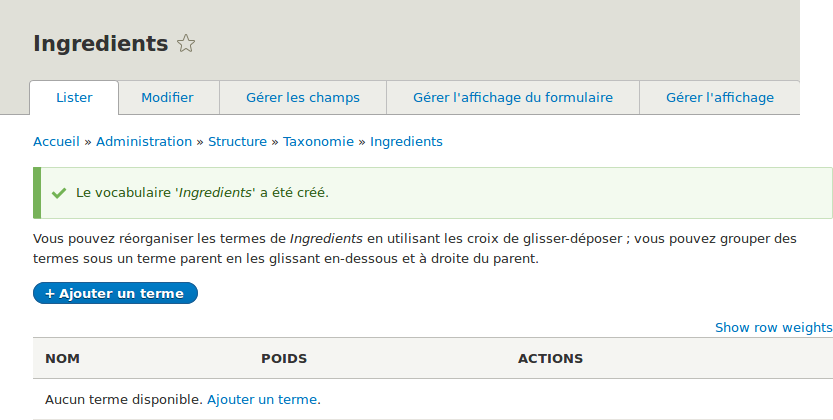 Ingredients
Lister Modifier Gérer les champs Gérer l'affichage du formulaire Gérer l'affichage
Accueil » Administration » Structure » Taxonomie » Ingredients
Le vocabulaire 'Ingredients' a été créé.
Vous pouvez réorganiser les termes de Ingredients en utilisant les croix de glisser-déposer ; vous pouvez grouper des
termes sous un terme parent en les glissant en-dessous et à droite du parent.
+ Ajouter un terme
Show row weights
NOM POIDS ACTIONS
Aucun terme disponible. Ajouter un terme.